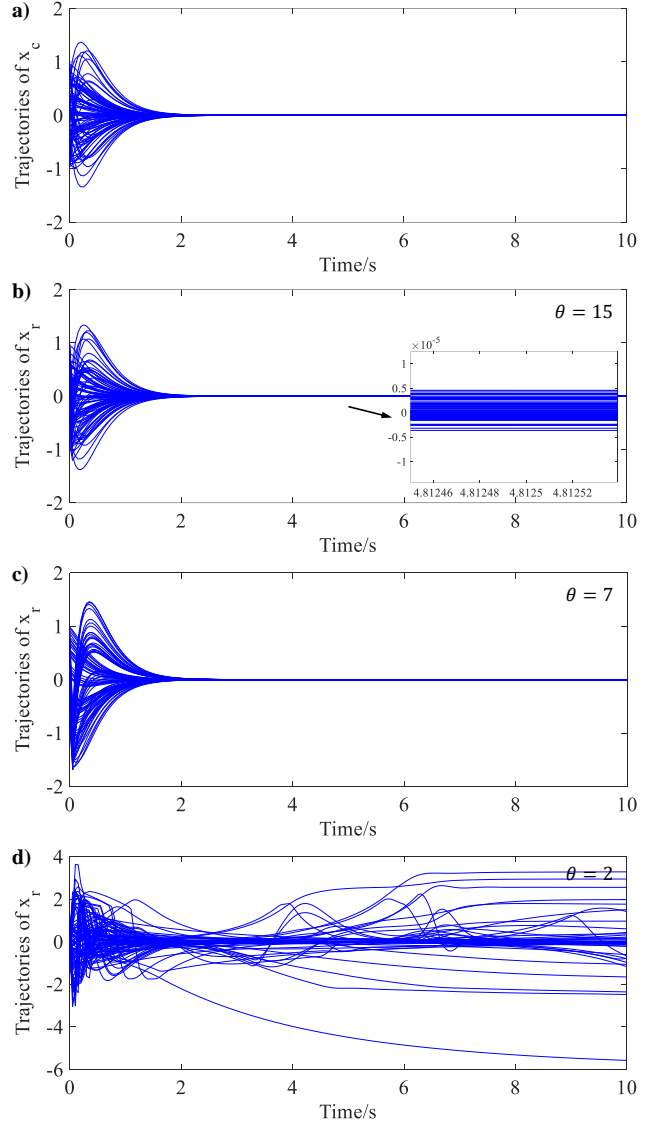 a)
Trajectories of x_c
2
1
0
-1
-2
0 2 4 6 8 10
Time/s
b)
Trajectories of x_r
2
1
0
-1
-2
θ = 15
×10^-5
1
0.5
0
-0.5
-1
4.81246 4.81248 4.8125 4.81252
0 2 4 6 8 10
Time/s
c)
Trajectories of x_r
2
1
0
-1
-2
θ = 7
0 2 4 6 8 10
Time/s
d)
Trajectories of x_r
4
2
0
-2
-4
-6
θ = 2
0 2 4 6 8 10
Time/s